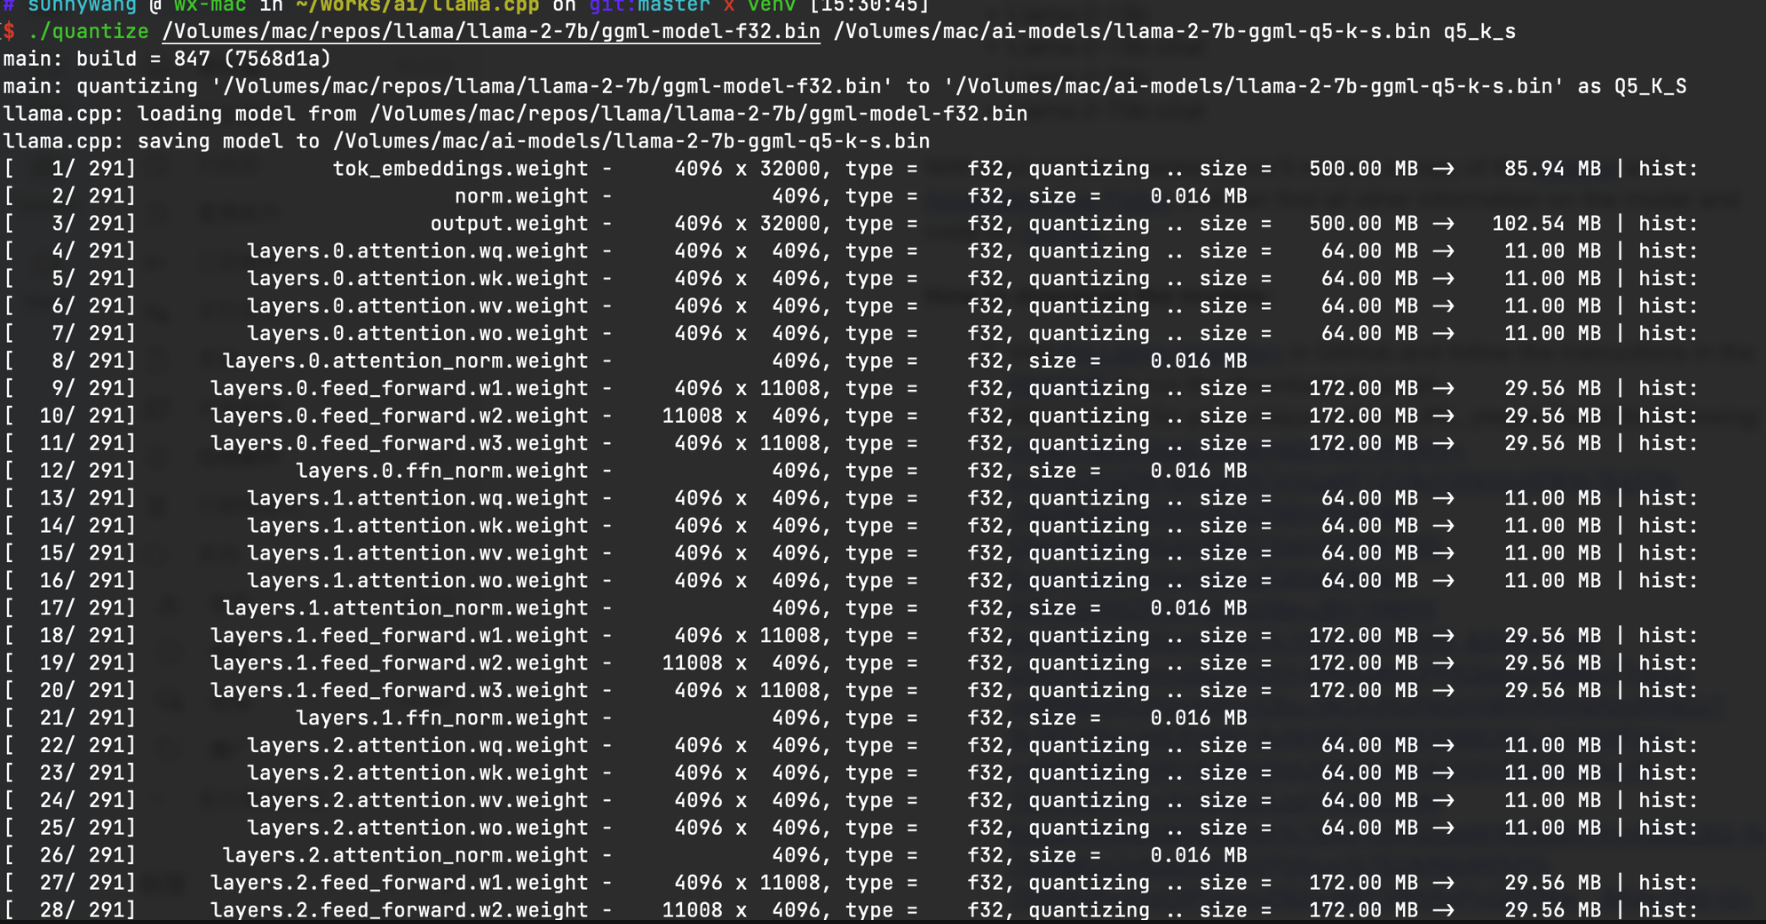 # sunnywang @ wx-mac in ~/works/ai/llama.cpp on git:master x venv [15:30:45]
$ ./quantize /Volumes/mac/repos/llama/llama-2-7b/ggml-model-f32.bin /Volumes/mac/ai-models/llama-2-7b-ggml-q5-k-s.bin q5_k_s
main: build = 847 (7568d1a)
main: quantizing '/Volumes/mac/repos/llama/llama-2-7b/ggml-model-f32.bin' to '/Volumes/mac/ai-models/llama-2-7b-ggml-q5-k-s.bin' as Q5_K_S
llama.cpp: loading model from /Volumes/mac/repos/llama/llama-2-7b/ggml-model-f32.bin
llama.cpp: saving model to /Volumes/mac/ai-models/llama-2-7b-ggml-q5-k-s.bin
[   1/ 291]                tok_embeddings.weight -     4096 x 32000, type =    f32, quantizing .. size =   500.00 MB →    85.94 MB | hist:
[   2/ 291]                          norm.weight -             4096, type =    f32, size =    0.016 MB
[   3/ 291]                        output.weight -     4096 x 32000, type =    f32, quantizing .. size =   500.00 MB →   102.54 MB | hist:
[   4/ 291]         layers.0.attention.wq.weight -     4096 x  4096, type =    f32, quantizing .. size =    64.00 MB →    11.00 MB | hist:
[   5/ 291]         layers.0.attention.wk.weight -     4096 x  4096, type =    f32, quantizing .. size =    64.00 MB →    11.00 MB | hist:
[   6/ 291]         layers.0.attention.wv.weight -     4096 x  4096, type =    f32, quantizing .. size =    64.00 MB →    11.00 MB | hist:
[   7/ 291]         layers.0.attention.wo.weight -     4096 x  4096, type =    f32, quantizing .. size =    64.00 MB →    11.00 MB | hist:
[   8/ 291]       layers.0.attention_norm.weight -             4096, type =    f32, size =    0.016 MB
[   9/ 291]      layers.0.feed_forward.w1.weight -     4096 x 11008, type =    f32, quantizing .. size =   172.00 MB →    29.56 MB | hist:
[  10/ 291]      layers.0.feed_forward.w2.weight -    11008 x  4096, type =    f32, quantizing .. size =   172.00 MB →    29.56 MB | hist:
[  11/ 291]      layers.0.feed_forward.w3.weight -     4096 x 11008, type =    f32, quantizing .. size =   172.00 MB →    29.56 MB | hist:
[  12/ 291]             layers.0.ffn_norm.weight -             4096, type =    f32, size =    0.016 MB
[  13/ 291]         layers.1.attention.wq.weight -     4096 x  4096, type =    f32, quantizing .. size =    64.00 MB →    11.00 MB | hist:
[  14/ 291]         layers.1.attention.wk.weight -     4096 x  4096, type =    f32, quantizing .. size =    64.00 MB →    11.00 MB | hist:
[  15/ 291]         layers.1.attention.wv.weight -     4096 x  4096, type =    f32, quantizing .. size =    64.00 MB →    11.00 MB | hist:
[  16/ 291]         layers.1.attention.wo.weight -     4096 x  4096, type =    f32, quantizing .. size =    64.00 MB →    11.00 MB | hist:
[  17/ 291]       layers.1.attention_norm.weight -             4096, type =    f32, size =    0.016 MB
[  18/ 291]      layers.1.feed_forward.w1.weight -     4096 x 11008, type =    f32, quantizing .. size =   172.00 MB →    29.56 MB | hist:
[  19/ 291]      layers.1.feed_forward.w2.weight -    11008 x  4096, type =    f32, quantizing .. size =   172.00 MB →    29.56 MB | hist:
[  20/ 291]      layers.1.feed_forward.w3.weight -     4096 x 11008, type =    f32, quantizing .. size =   172.00 MB →    29.56 MB | hist:
[  21/ 291]             layers.1.ffn_norm.weight -             4096, type =    f32, size =    0.016 MB
[  22/ 291]         layers.2.attention.wq.weight -     4096 x  4096, type =    f32, quantizing .. size =    64.00 MB →    11.00 MB | hist:
[  23/ 291]         layers.2.attention.wk.weight -     4096 x  4096, type =    f32, quantizing .. size =    64.00 MB →    11.00 MB | hist:
[  24/ 291]         layers.2.attention.wv.weight -     4096 x  4096, type =    f32, quantizing .. size =    64.00 MB →    11.00 MB | hist:
[  25/ 291]         layers.2.attention.wo.weight -     4096 x  4096, type =    f32, quantizing .. size =    64.00 MB →    11.00 MB | hist:
[  26/ 291]       layers.2.attention_norm.weight -             4096, type =    f32, size =    0.016 MB
[  27/ 291]      layers.2.feed_forward.w1.weight -     4096 x 11008, type =    f32, quantizing .. size =   172.00 MB →    29.56 MB | hist:
[  28/ 291]      layers.2.feed_forward.w2.weight -    11008 x  4096, type =    f32, quantizing .. size =   172.00 MB →    29.56 MB | hist: